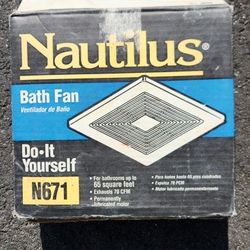 Nautilus®
Bath Fan
Ventilador de Baño
Do-It
Yourself
N671
• For bathrooms up to
65 square feet
• Exhausts 70 CFM
• Permanently
lubricated motor
• Para baños hasta 65 pies cuadrados
• Expulsa 70 PCM
• Motor lubricado permanentemente